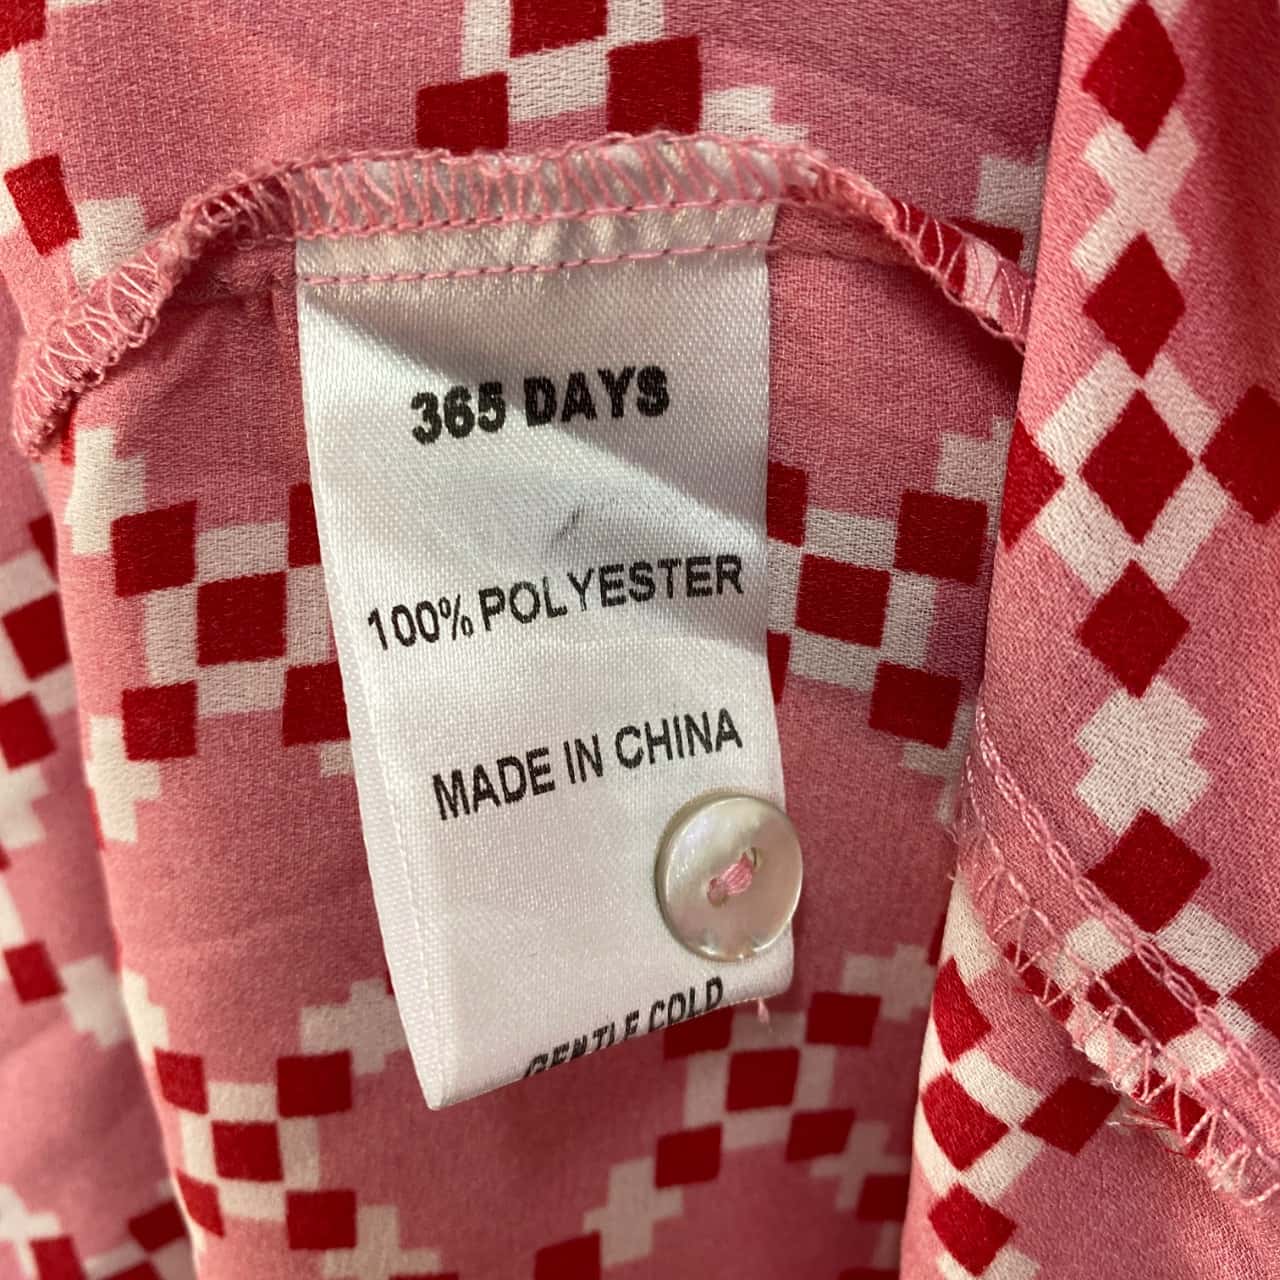 365 DAYS
100% POLYESTER
MADE IN CHINA
GENTLE COLD